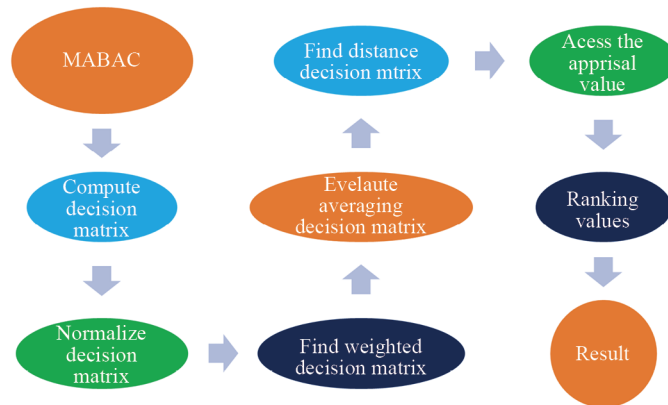 MABAC
Compute
decision
matrix
Normalize
decision
matrix
Find weighted
decision matrix
Evelaute
averaging
decision matrix
Find distance
decision mtrix
Acess the
apprisal
value
Ranking
values
Result